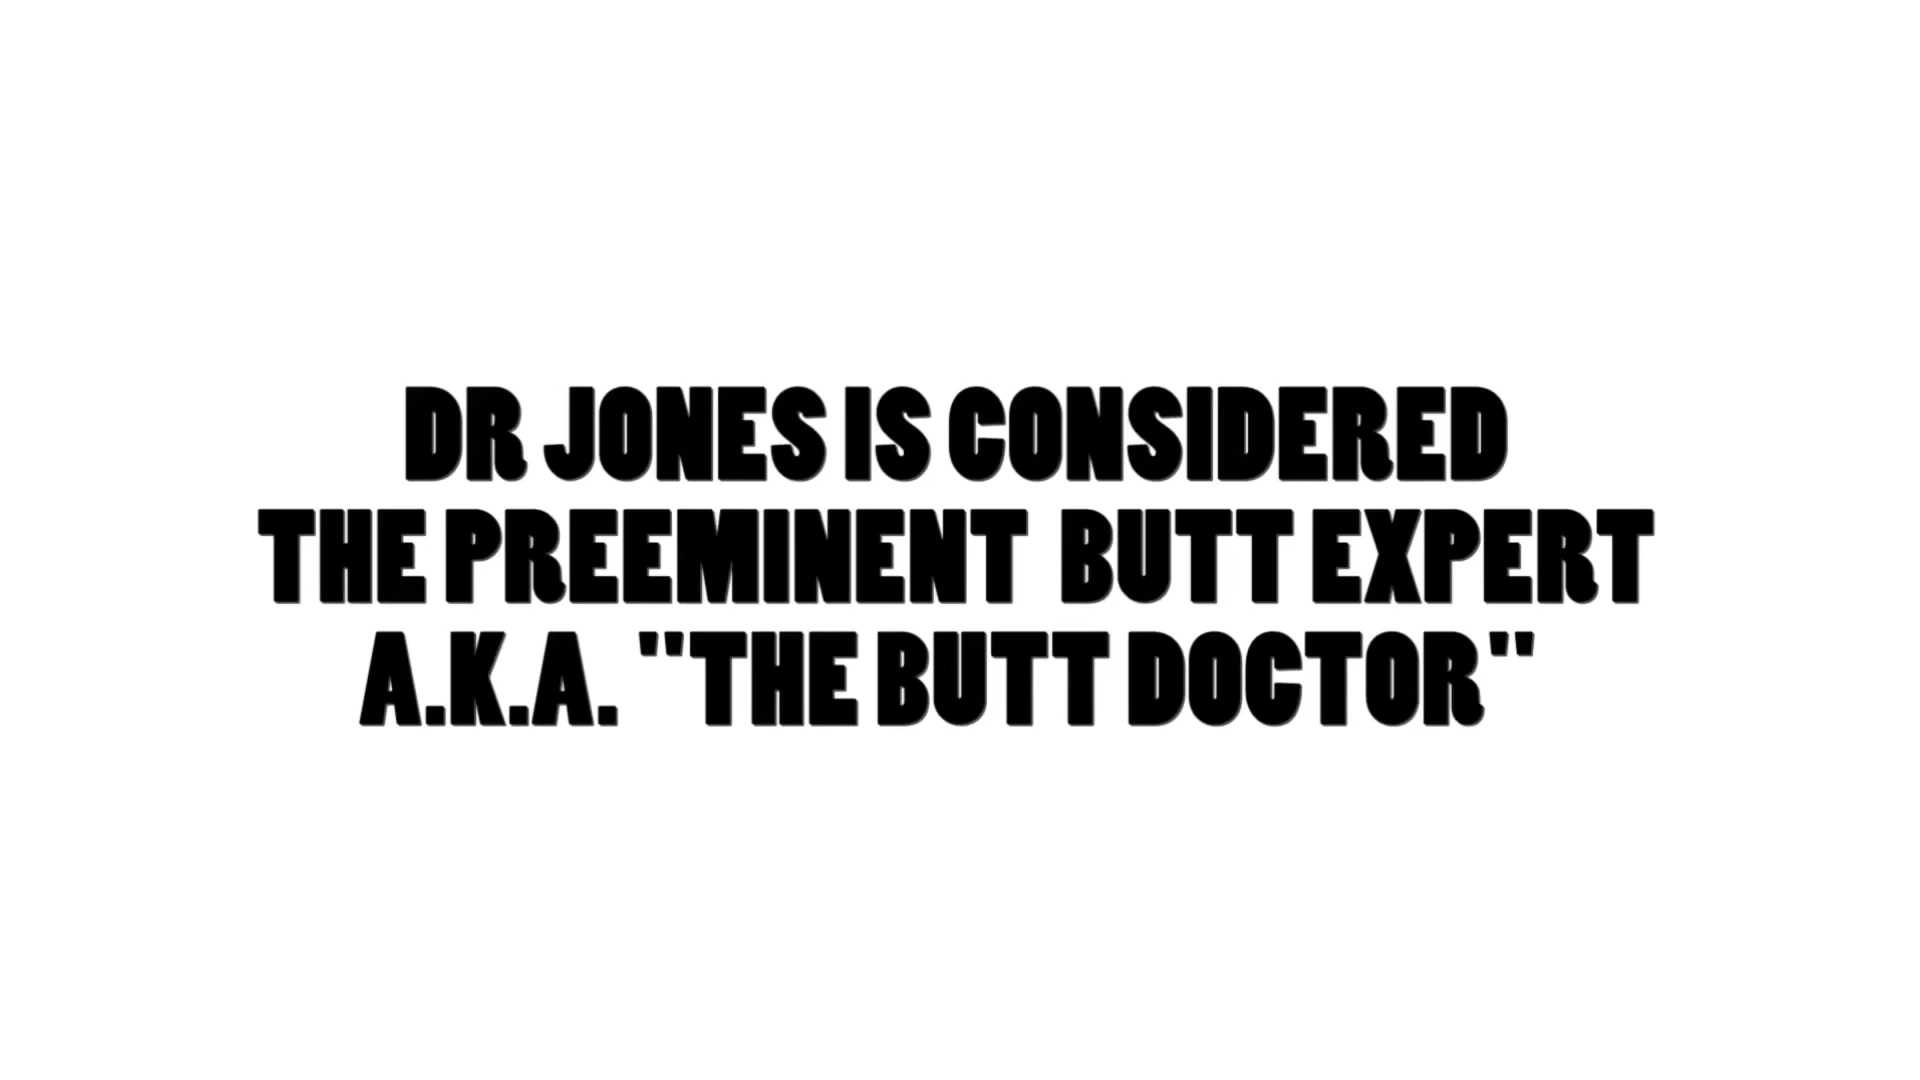 DR JONES IS CONSIDERED
THE PREEMINENT BUTT EXPERT
A.K.A. "THE BUTT DOCTOR"